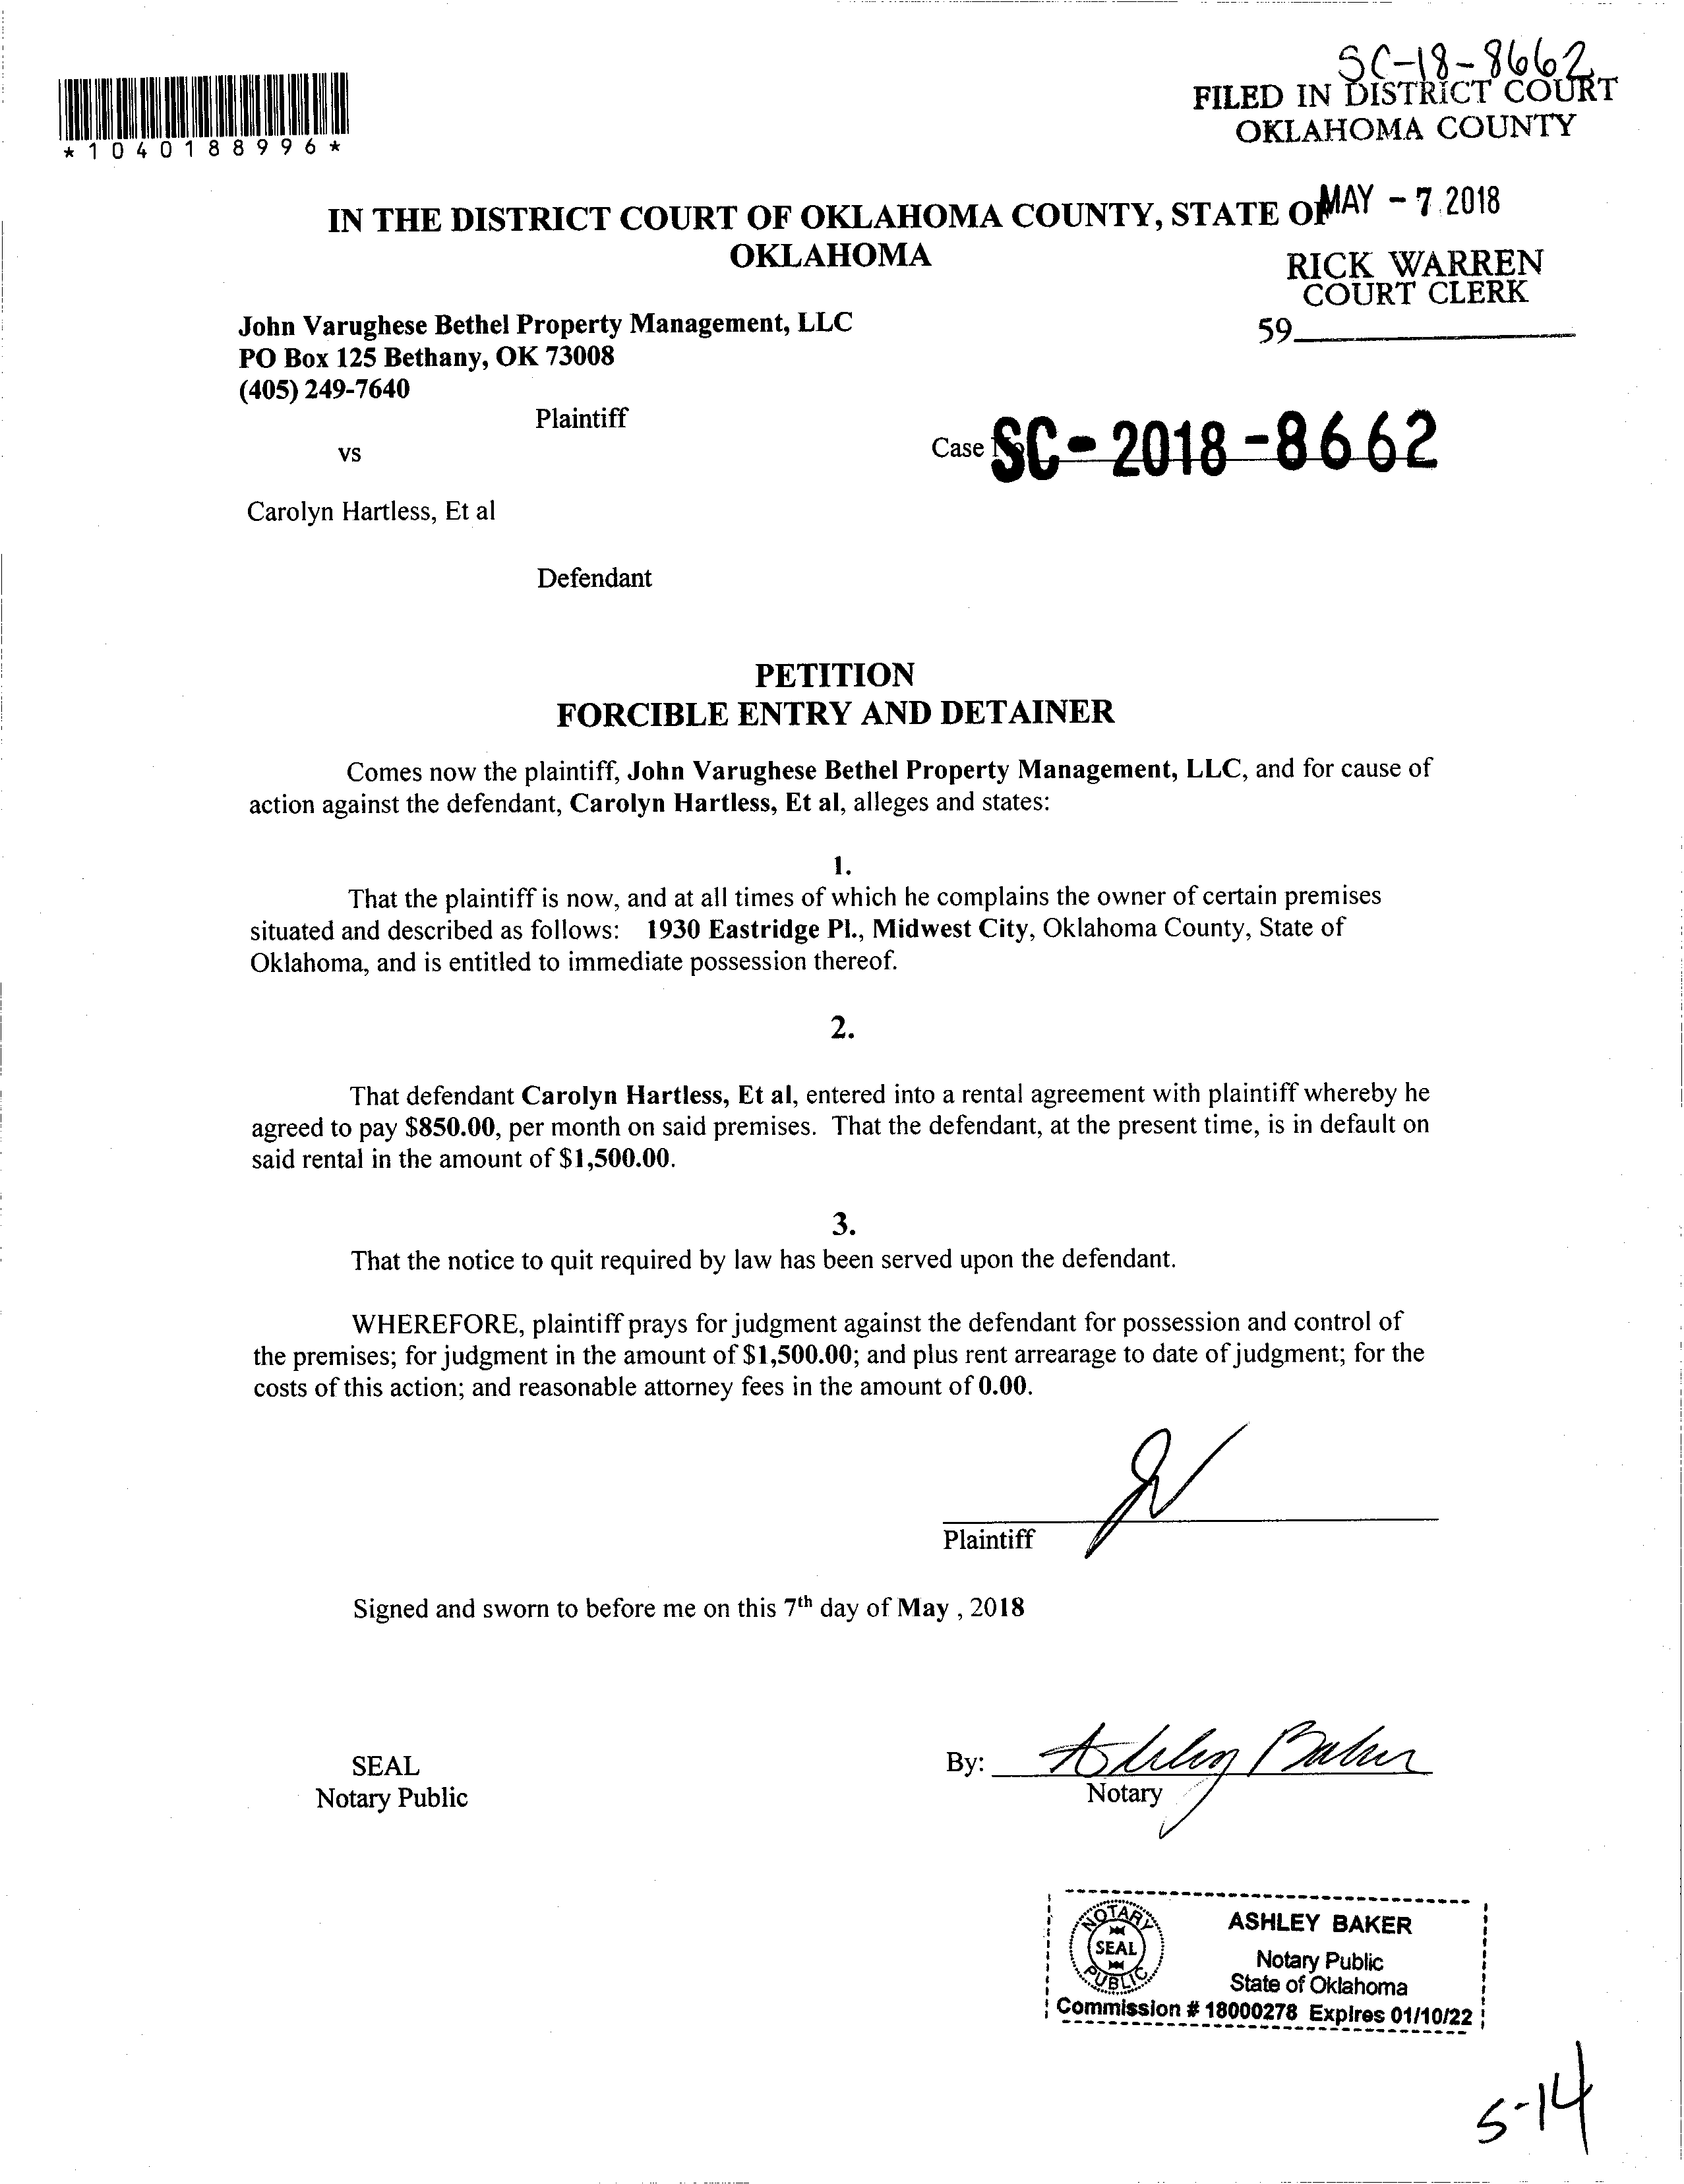 SC-18-8662
FILED IN DISTRICT COURT
OKLAHOMA COUNTY
*1040188996*
MAY - 7 2018
IN THE DISTRICT COURT OF OKLAHOMA COUNTY, STATE OF
OKLAHOMA
RICK WARREN
COURT CLERK
59
John Varughese Bethel Property Management, LLC
PO Box 125 Bethany, OK 73008
(405) 249-7640
Plaintiff
vs
Case No SC-2018-8662
Carolyn Hartless, Et al
Defendant
PETITION
FORCIBLE ENTRY AND DETAINER
Comes now the plaintiff, John Varughese Bethel Property Management, LLC, and for cause of
action against the defendant, Carolyn Hartless, Et al, alleges and states:
1.
That the plaintiff is now, and at all times of which he complains the owner of certain premises
situated and described as follows: 1930 Eastridge Pl., Midwest City, Oklahoma County, State of
Oklahoma, and is entitled to immediate possession thereof.
2.
That defendant Carolyn Hartless, Et al, entered into a rental agreement with plaintiff whereby he
agreed to pay $850.00, per month on said premises. That the defendant, at the present time, is in default on
said rental in the amount of $1,500.00.
3.
That the notice to quit required by law has been served upon the defendant.
WHEREFORE, plaintiff prays for judgment against the defendant for possession and control of
the premises; for judgment in the amount of $1,500.00; and plus rent arrearage to date of judgment; for the
costs of this action; and reasonable attorney fees in the amount of 0.00.
JV
Plaintiff
Signed and sworn to before me on this 7th day of May , 2018
SEAL
Notary Public
By: Ashley Baker
Notary
NOTARY
SEAL
PUBLIC
ASHLEY BAKER
Notary Public
State of Oklahoma
Commission # 18000278 Expires 01/10/22
5-14